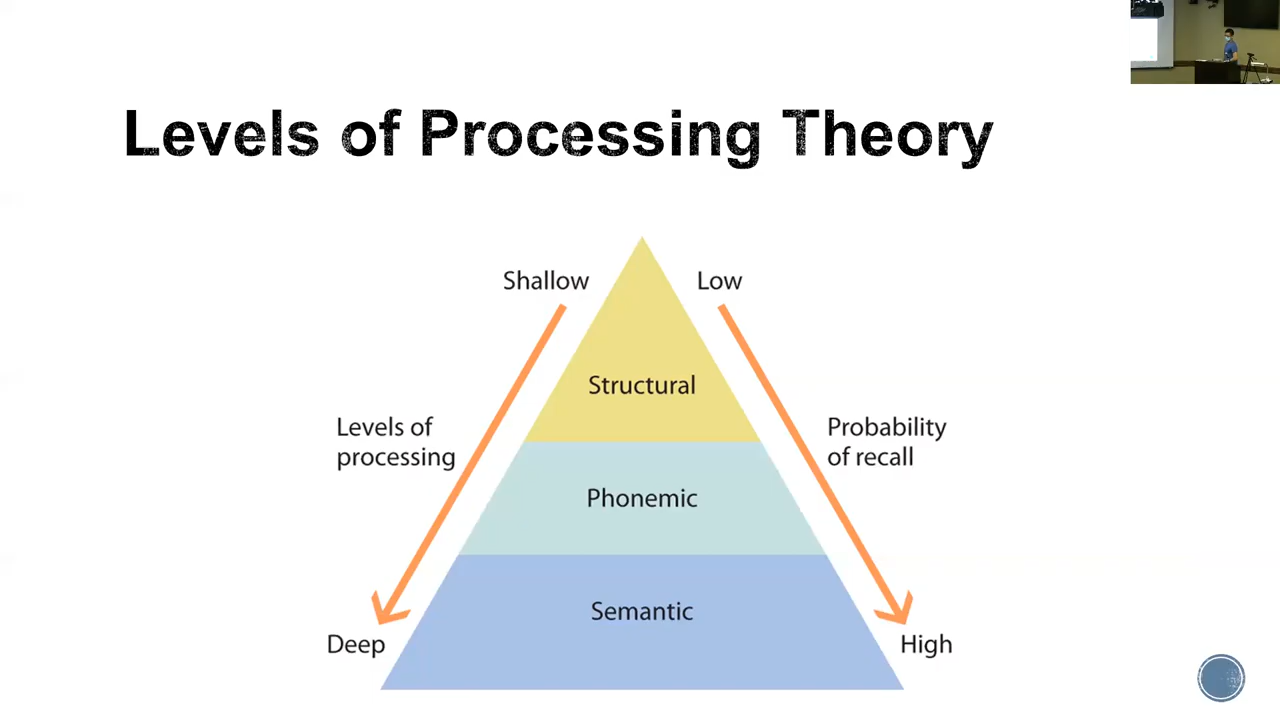 Levels of Processing Theory
Shallow
Low
Structural
Levels of
processing
Probability
of recall
Phonemic
Semantic
Deep
High